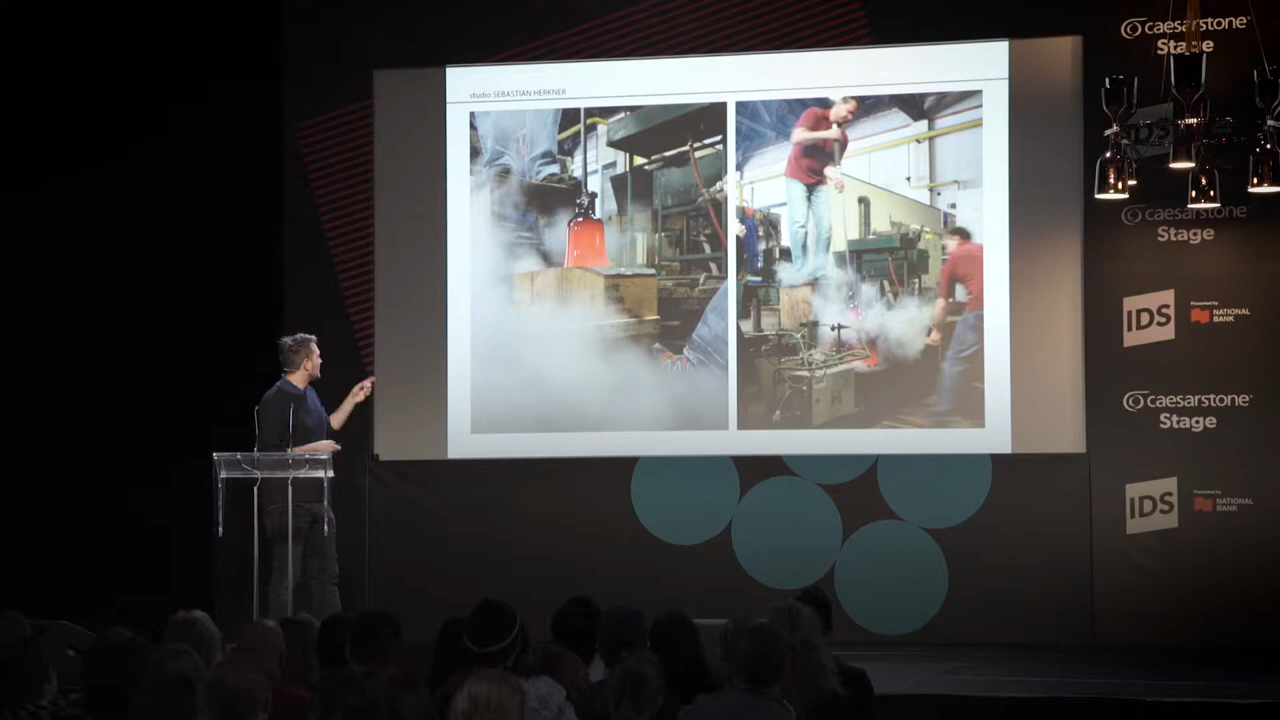 studio SEBASTIAN HERKNER
caesarstone
Stage
IDS
caesarstone
Stage
IDS
Presented by
NATIONAL
BANK
caesarstone
Stage
IDS
Presented by
NATIONAL
BANK